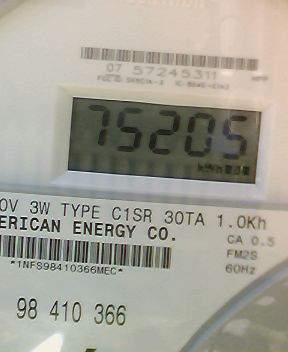 07 57245311
75205
0V 3W TYPE C1SR 30TA 1.0Kh
ERICAN ENERGY CO.
CA 0.5
FM2S
60Hz
*1NFS98410366MEC*
98 410 366